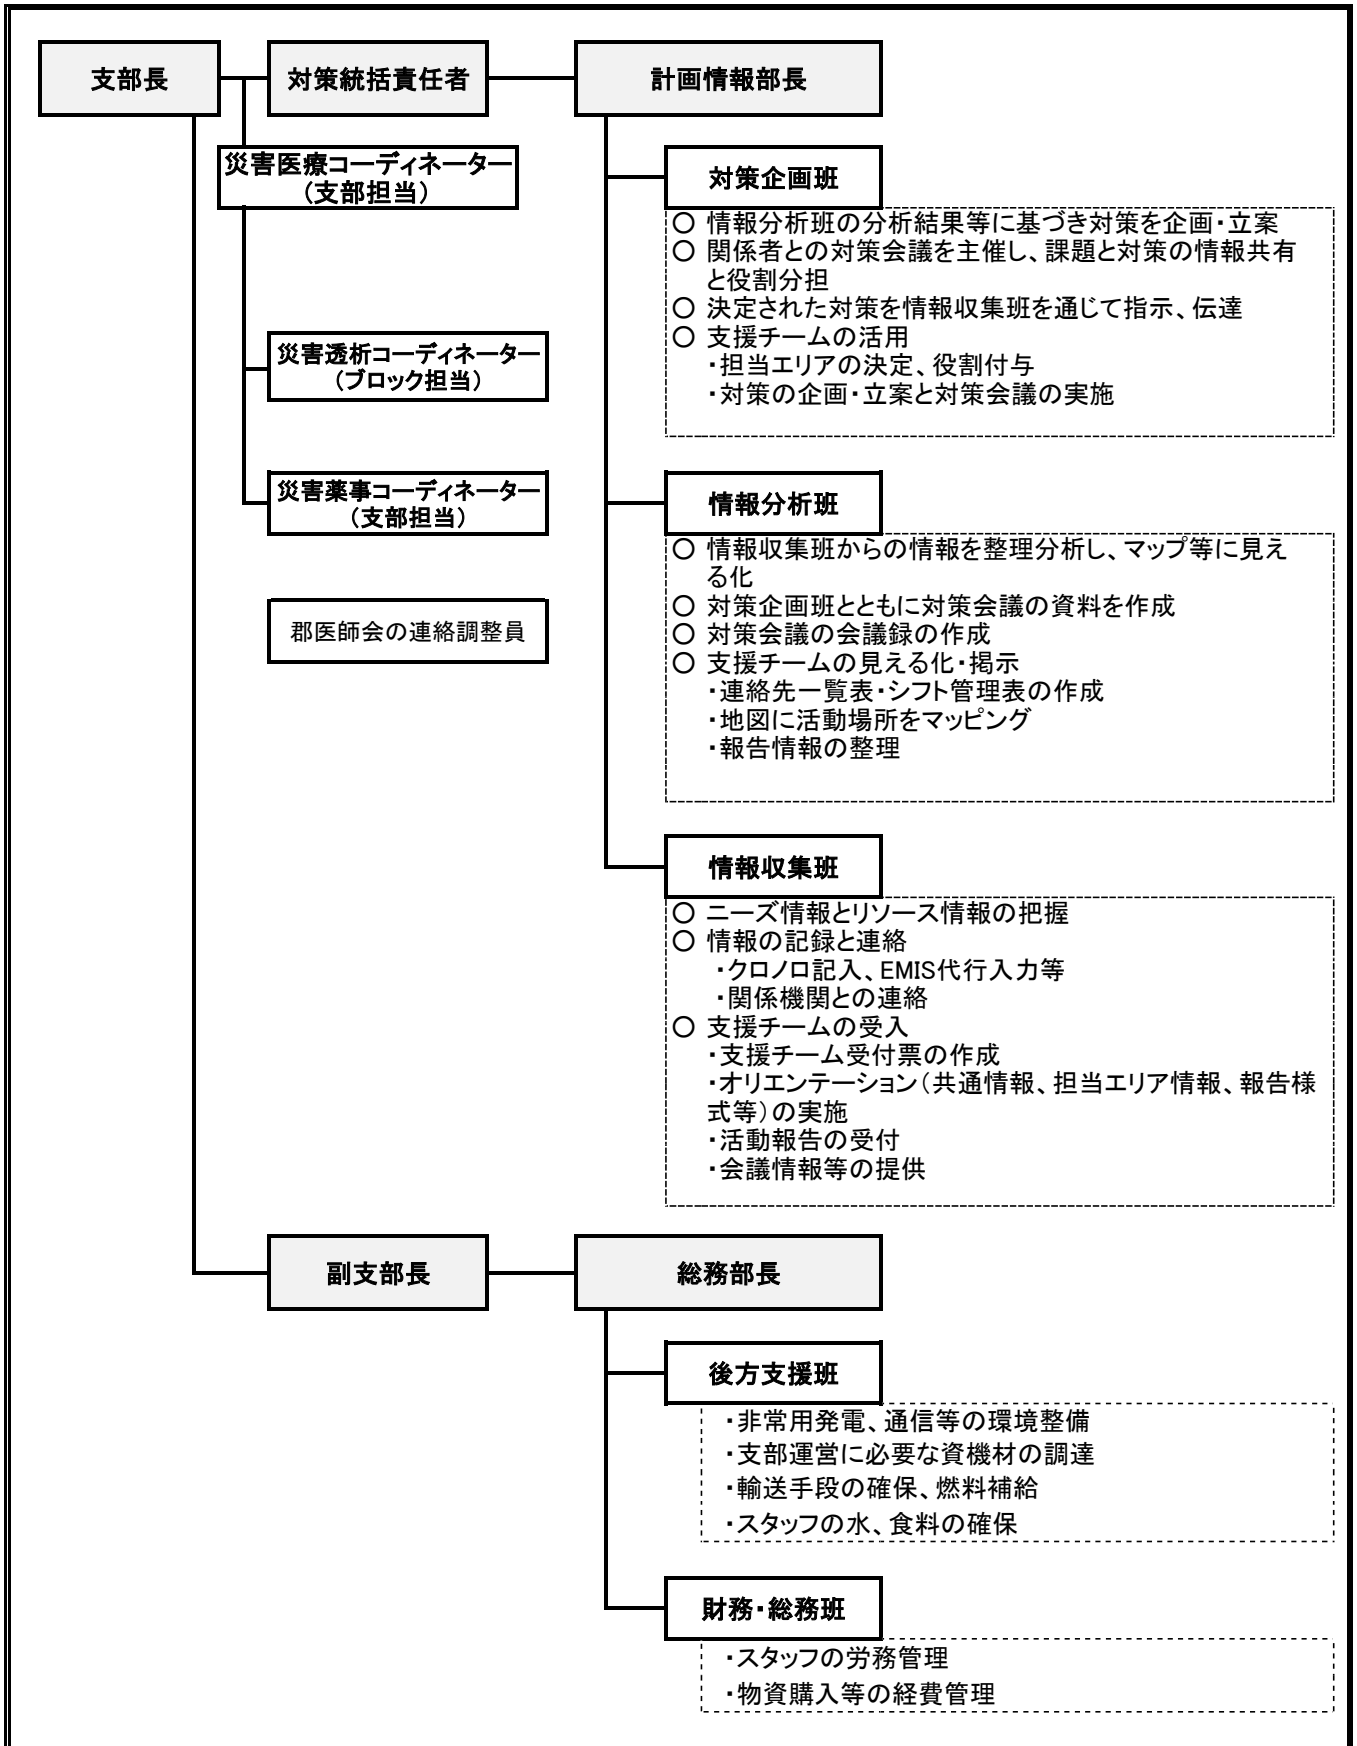 支部長
対策統括責任者
計画情報部長
災害医療コーディネーター
(支部担当)
災害透析コーディネーター
(ブロック担当)
災害薬事コーディネーター
(支部担当)
郡医師会の連絡調整員
対策企画班
○ 情報分析班の分析結果等に基づき対策を企画・立案
○ 関係者との対策会議を主催し、課題と対策の情報共有
と役割分担
○ 決定された対策を情報収集班を通じて指示、伝達
○ 支援チームの活用
・担当エリアの決定、役割付与
・対策の企画・立案と対策会議の実施
情報分析班
○ 情報収集班からの情報を整理分析し、マップ等に見え
る化
○ 対策企画班とともに対策会議の資料を作成
○ 対策会議の会議録の作成
○ 支援チームの見える化・掲示
・連絡先一覧表・シフト管理表の作成
・地図に活動場所をマッピング
・報告情報の整理
情報収集班
○ ニーズ情報とリソース情報の把握
○ 情報の記録と連絡
・クロノロ記入、EMIS代行入力等
・関係機関との連絡
○ 支援チームの受入
・支援チーム受付票の作成
・オリエンテーション(共通情報、担当エリア情報、報告様
式等)の実施
・活動報告の受付
・会議情報等の提供
副支部長
総務部長
後方支援班
・非常用発電、通信等の環境整備
・支部運営に必要な資機材の調達
・輸送手段の確保、燃料補給
・スタッフの水、食料の確保
財務・総務班
・スタッフの労務管理
・物資購入等の経費管理